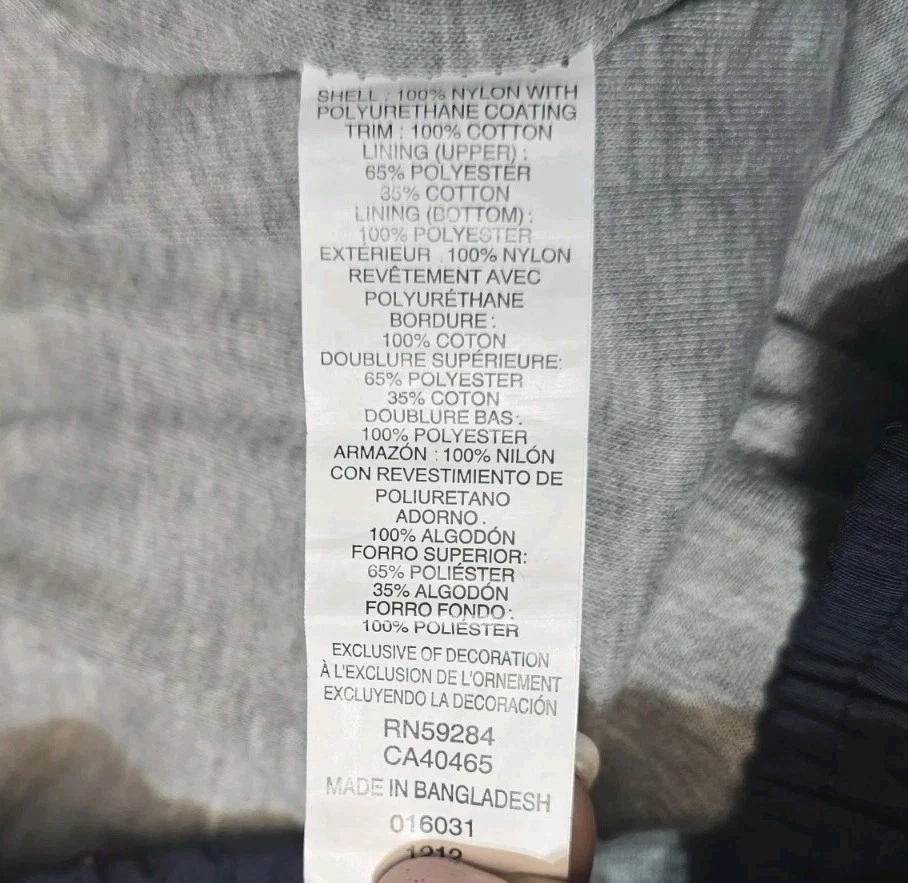 SHELL : 100% NYLON WITH
POLYURETHANE COATING
TRIM : 100% COTTON
LINING (UPPER) :
65% POLYESTER
35% COTTON
LINING (BOTTOM) :
100% POLYESTER
EXTÉRIEUR : 100% NYLON
REVÊTEMENT AVEC
POLYURÉTHANE
BORDURE :
100% COTON
DOUBLURE SUPÉRIEURE:
65% POLYESTER
35% COTON
DOUBLURE BAS :
100% POLYESTER
ARMAZÓN : 100% NILÓN
CON REVESTIMIENTO DE
POLIURETANO
ADORNO .
100% ALGODÓN
FORRO SUPERIOR:
65% POLIÉSTER
35% ALGODÓN
FORRO FONDO :
100% POLIÉSTER
EXCLUSIVE OF DECORATION
À L'EXCLUSION DE L'ORNEMENT
EXCLUYENDO LA DECORACIÓN
RN59284
CA40465
MADE IN BANGLADESH
016031